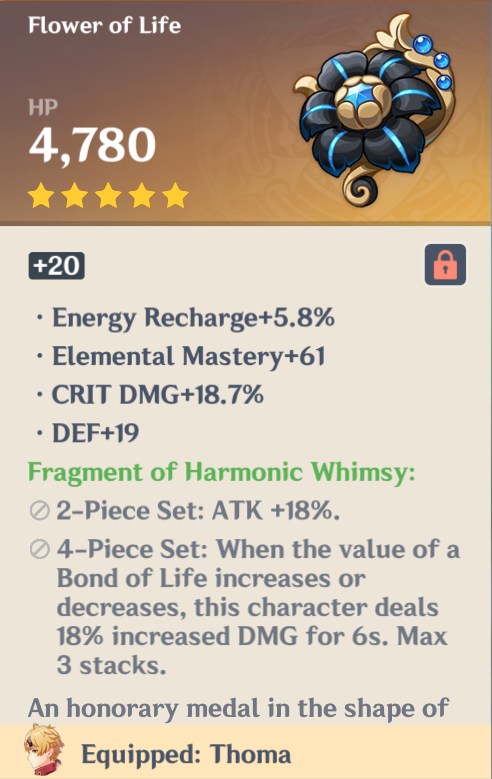 Flower of Life
HP
4,780
+20
· Energy Recharge+5.8%
· Elemental Mastery+61
· CRIT DMG+18.7%
· DEF+19
Fragment of Harmonic Whimsy:
2-Piece Set: ATK +18%.
4-Piece Set: When the value of a
Bond of Life increases or
decreases, this character deals
18% increased DMG for 6s. Max
3 stacks.
An honorary medal in the shape of
Equipped: Thoma